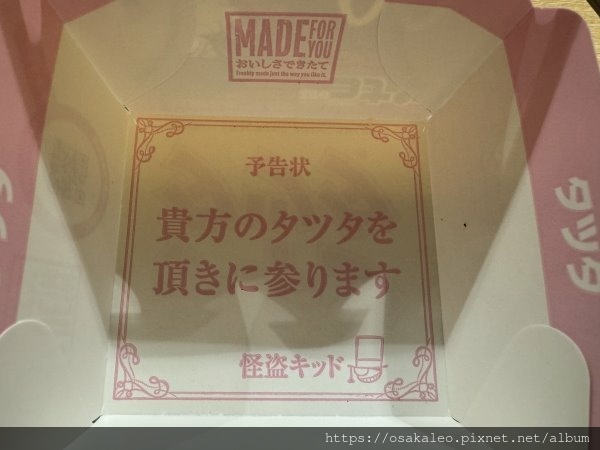 MADE FOR YOU
おいしさできたて
Freshly made just the way you like it.
予告状
貴方のタツタを
頂きに参ります
怪盗キッド
タツタ
https://osakaleo.pixnet.net/album